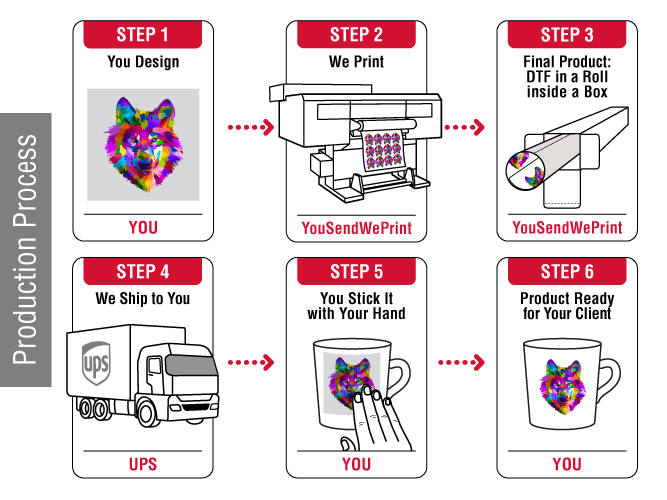 Production Process
STEP 1
You Design
YOU
STEP 2
We Print
YouSendWePrint
STEP 3
Final Product:
DTF in a Roll
inside a Box
YouSendWePrint
STEP 4
We Ship to You
ups
UPS
STEP 5
You Stick It
with Your Hand
YOU
STEP 6
Product Ready
for Your Client
YOU